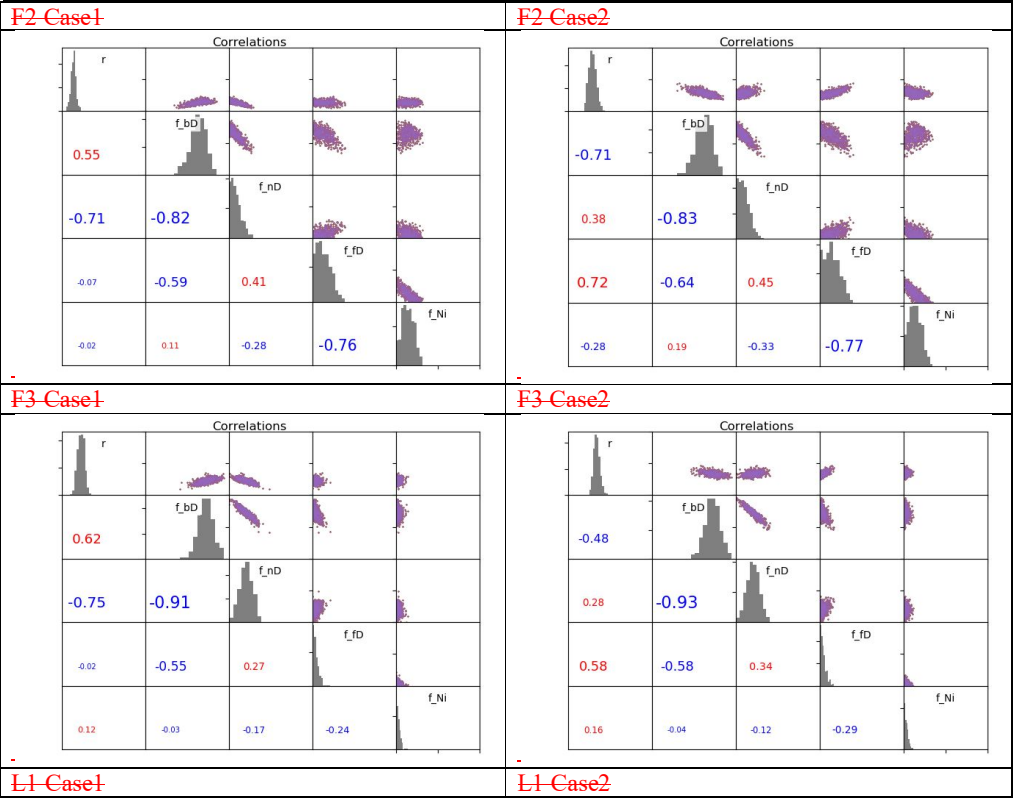 F2 Case1
F2 Case2
Correlations
r
f_bD
0.55
f_nD
-0.71 -0.82
f_fD
-0.07 -0.59 0.41
f_Ni
-0.02 0.11 -0.28 -0.76
Correlations
r
f_bD
-0.71
f_nD
0.38 -0.83
f_fD
0.72 -0.64 0.45
f_Ni
-0.28 0.19 -0.33 -0.77
F3 Case1
F3 Case2
Correlations
r
f_bD
0.62
f_nD
-0.75 -0.91
f_fD
-0.02 -0.55 0.27
f_Ni
0.12 -0.03 -0.17 -0.24
Correlations
r
f_bD
-0.48
f_nD
0.28 -0.93
f_fD
0.58 -0.58 0.34
f_Ni
0.16 -0.04 -0.12 -0.29
L1 Case1
L1 Case2